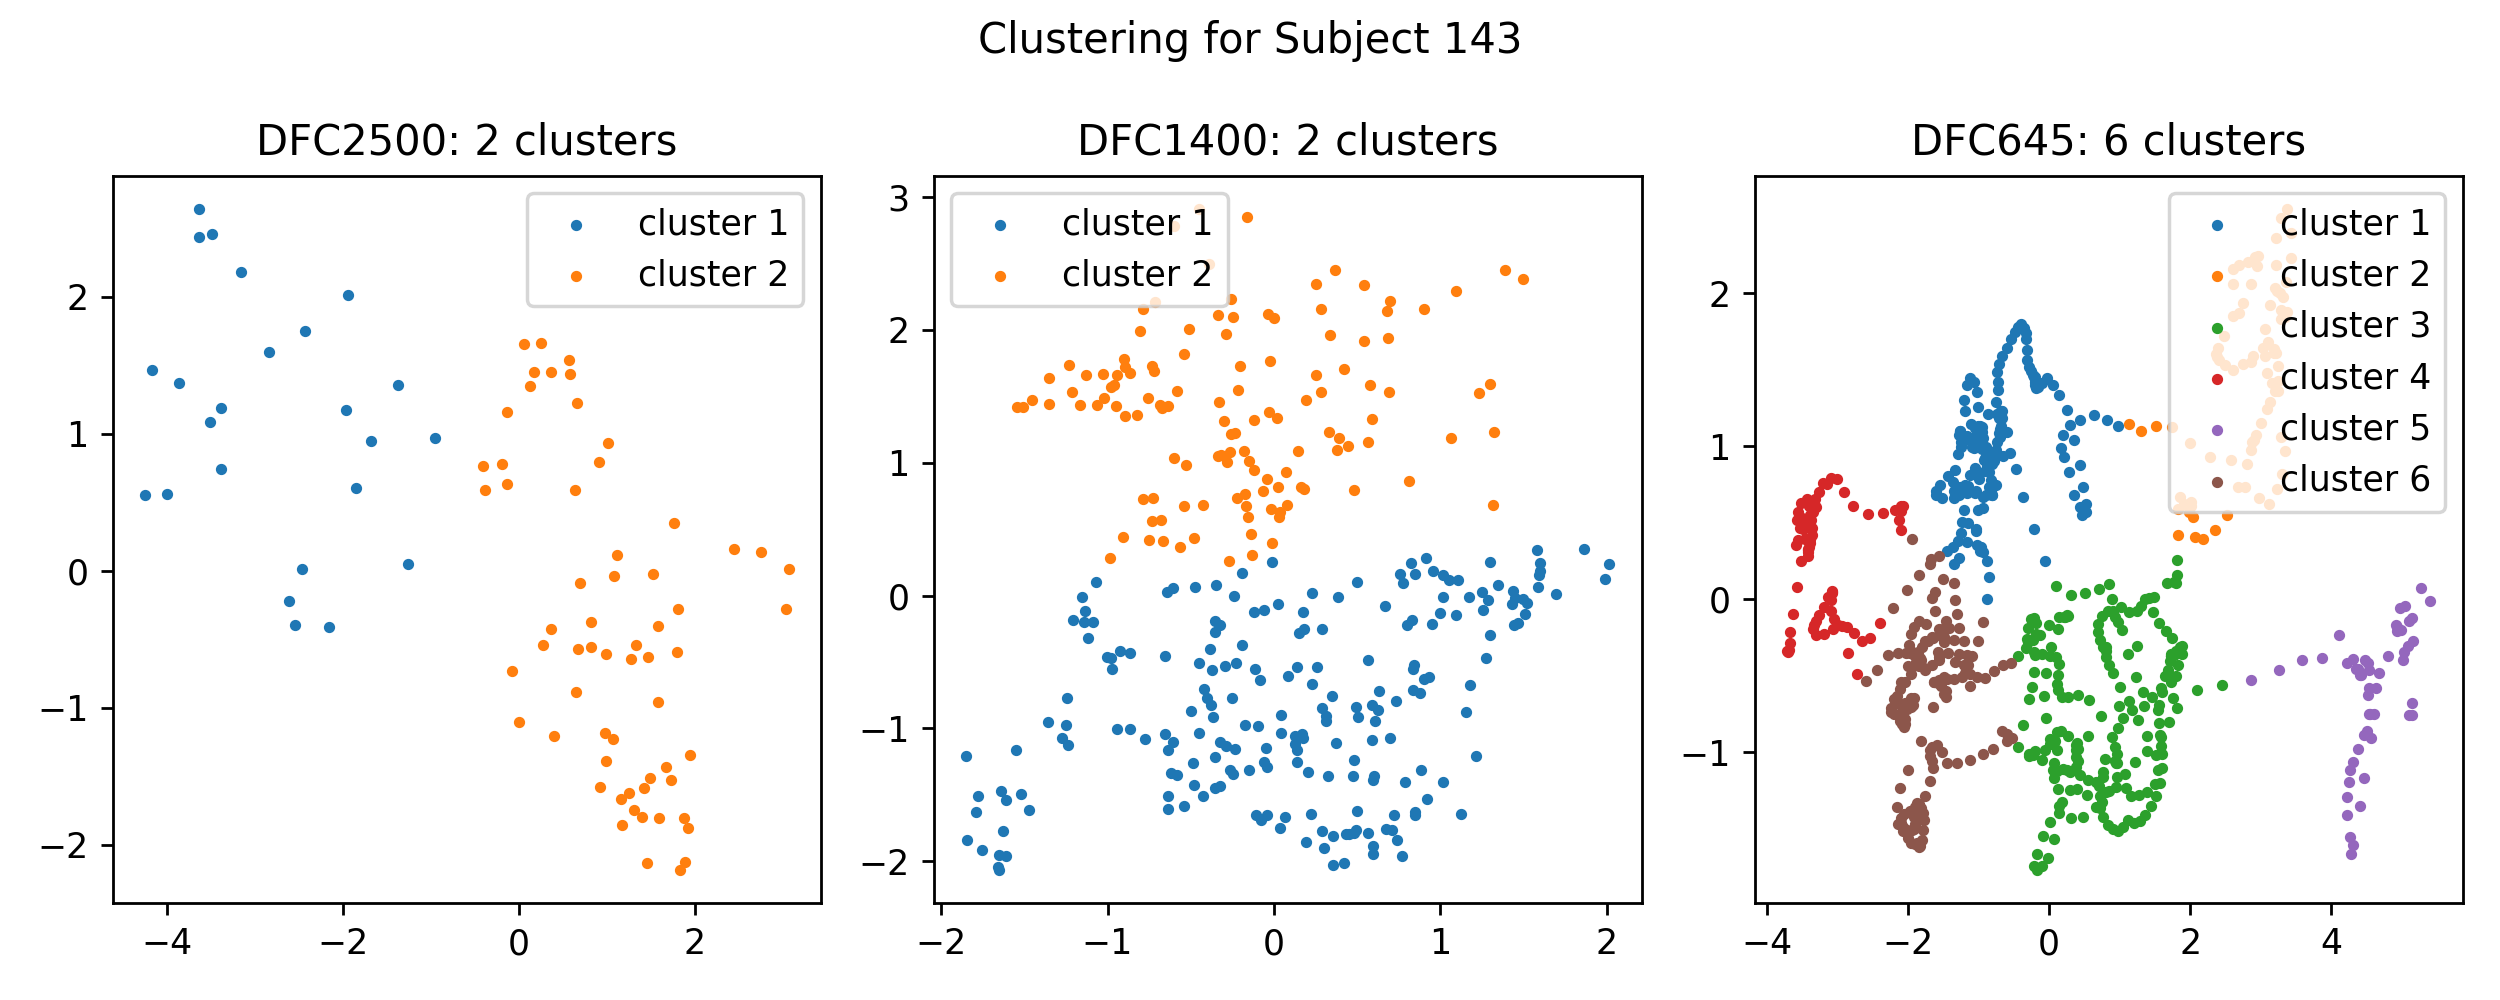 Clustering for Subject 143
DFC2500: 2 clusters
cluster 1
cluster 2
2
1
0
−1
−2
−4
−2
0
2
DFC1400: 2 clusters
cluster 1
cluster 2
3
2
1
0
−1
−2
−2
−1
0
1
2
DFC645: 6 clusters
cluster 1
cluster 2
cluster 3
cluster 4
cluster 5
cluster 6
2
1
0
−1
−4
−2
0
2
4